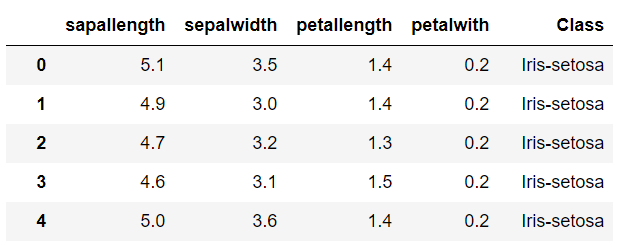 sapallength sepalwidth petallength petalwith Class
0 5.1 3.5 1.4 0.2 Iris-setosa
1 4.9 3.0 1.4 0.2 Iris-setosa
2 4.7 3.2 1.3 0.2 Iris-setosa
3 4.6 3.1 1.5 0.2 Iris-setosa
4 5.0 3.6 1.4 0.2 Iris-setosa